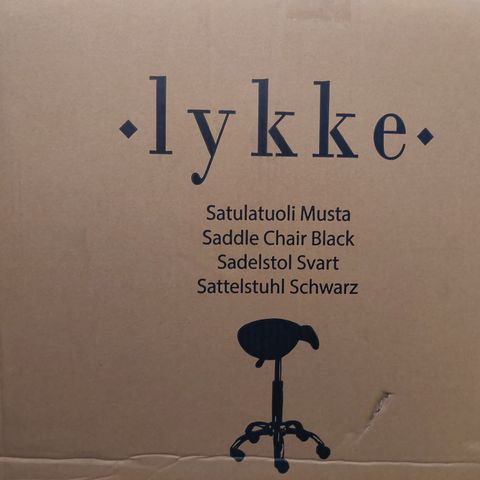 lykke
Satulatuoli Musta
Saddle Chair Black
Sadelstol Svart
Sattelstuhl Schwarz